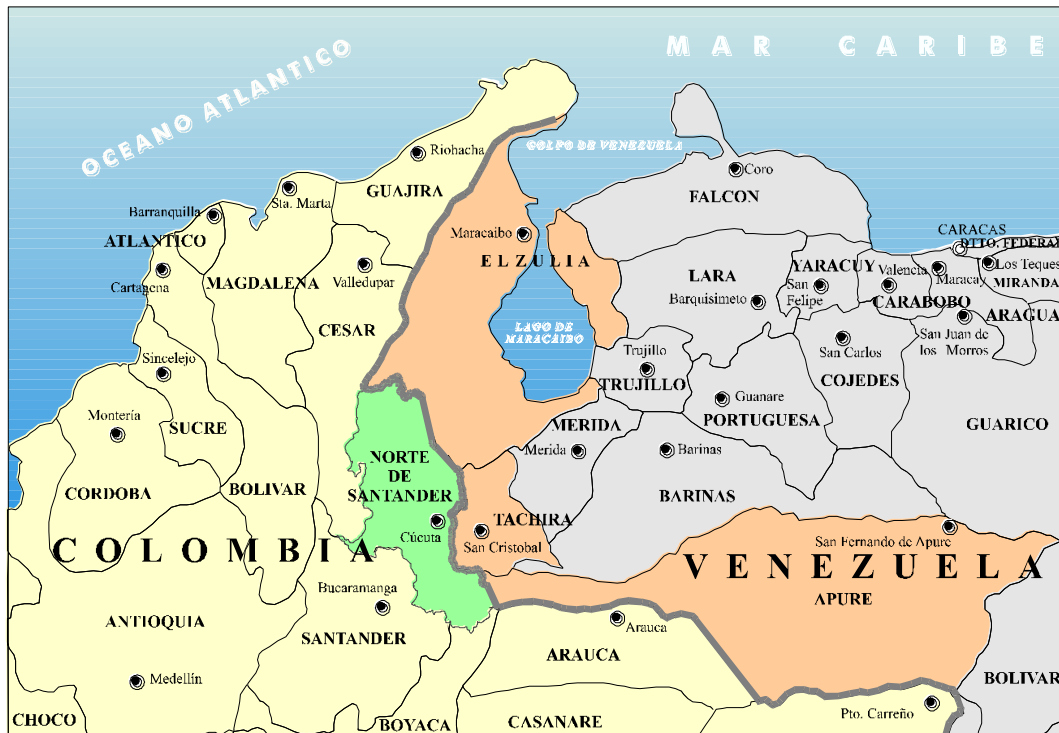 MAR CARIBE
OCEANO ATLANTICO
GOLPO DE VENEZUELA
Riohacha
Coro
GUAJIRA
FALCON
Sta. Marta
Barranquilla
ATLANTICO
Maracaibo
CARACAS
DTTO. FEDERAL
EL ZULIA
Cartagena
MAGDALENA
Valledupar
LARA
YARACUY
Valencia
Los Teques
Maracay
MIRANDA
San
Felipe
Barquisimeto
CARABOBO
ARAGUA
CESAR
LAGO DE
MARACAIBO
San Juan de
los Morros
Sincelejo
Trujillo
San Carlos
TRUJILLO
COJEDES
Guanare
Montería
SUCRE
MERIDA
PORTUGUESA
GUARICO
Merida
Barinas
NORTE
DE
SANTANDER
CORDOBA
BOLIVAR
BARINAS
TACHIRA
Cúcuta
San Cristobal
San Fernando de Apure
COLOMBIA
VENEZUELA
Bucaramanga
APURE
ANTIOQUIA
SANTANDER
Arauca
ARAUCA
Medellín
BOLIVAR
CHOCO
BOYACA
CASANARE
Pto. Carreño